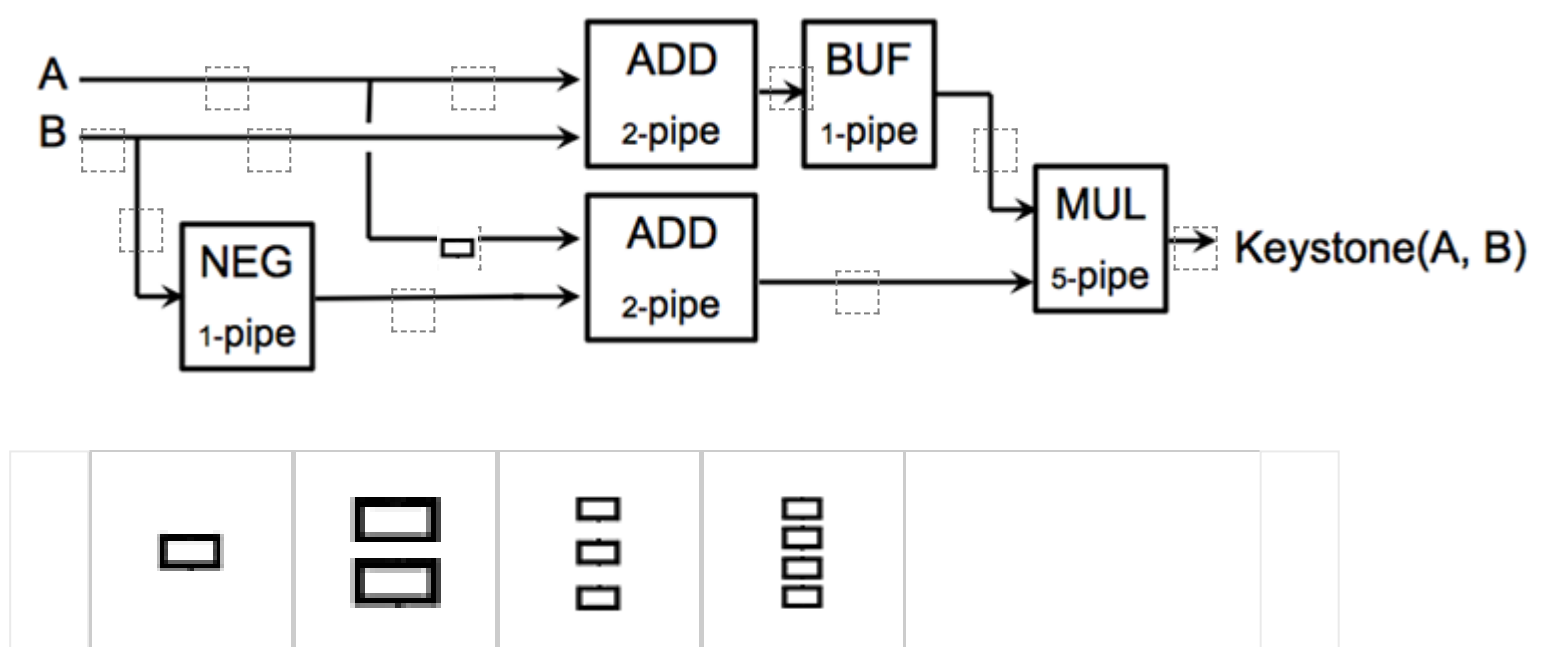 A
B
ADD
2-pipe
BUF
1-pipe
NEG
1-pipe
ADD
2-pipe
MUL
5-pipe
Keystone(A, B)